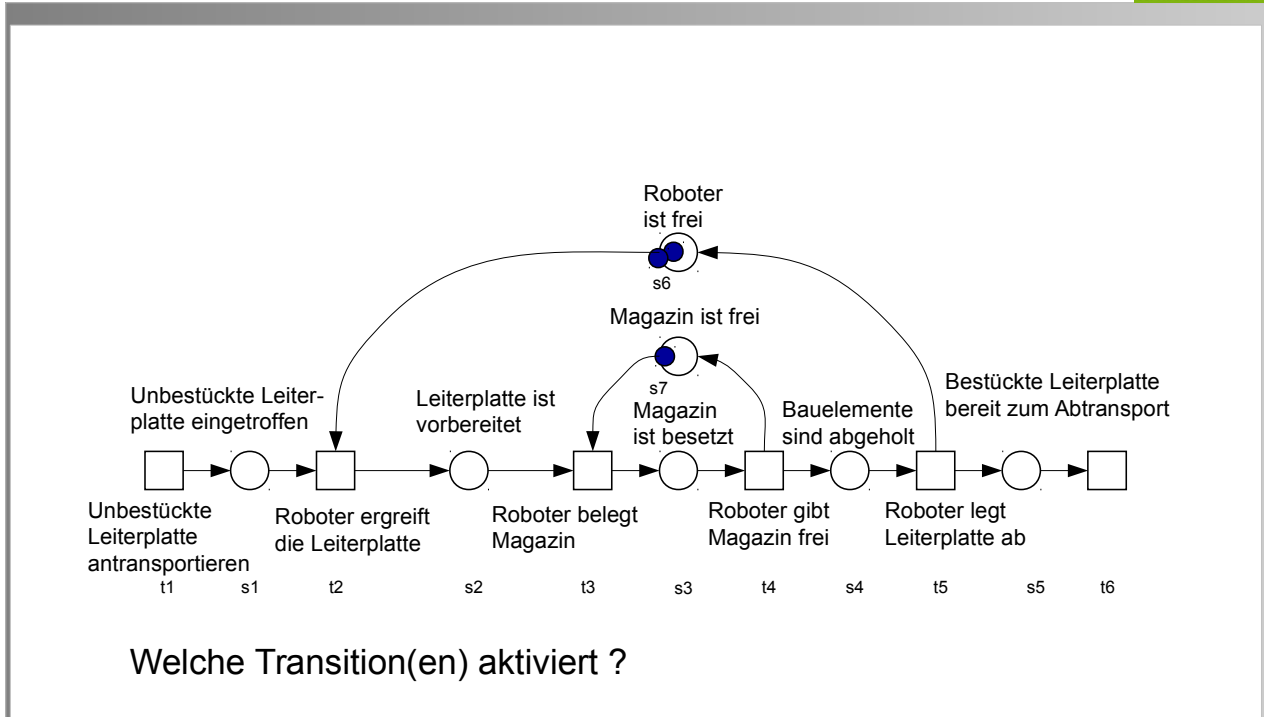 Roboter
ist frei
s6
Magazin ist frei
s7
Unbestückte Leiter-
platte eingetroffen
Leiterplatte ist
vorbereitet
Magazin
ist besetzt
Bauelemente
sind abgeholt
Bestückte Leiterplatte
bereit zum Abtransport
Unbestückte
Leiterplatte
antransportieren
Roboter ergreift
die Leiterplatte
Roboter belegt
Magazin
Roboter gibt
Magazin frei
Roboter legt
Leiterplatte ab
t1 s1 t2 s2 t3 s3 t4 s4 t5 s5 t6
Welche Transition(en) aktiviert ?